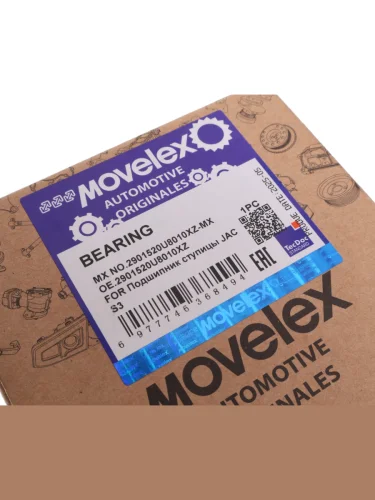 MOVELEX
AUTOMOTIVE
ORIGINALES
BEARING
MX NO.2901520U8010XZ-MX
OE.2901520U8010XZ
FOR Подшипник ступицы JAC
S3
1PC
6 977746 368494
EAC
TecDoc
MOVELEX
AUTOMOTIVE
ORIGINALES